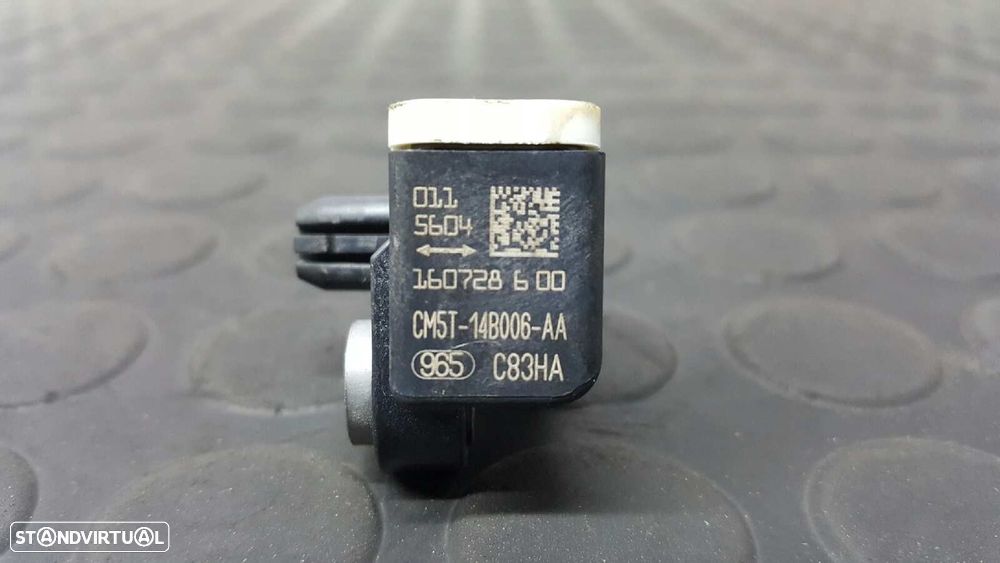 011
5604
160728 6 00
CM5T-14B006-AA
965 C83HA
STANDVIRTUAL